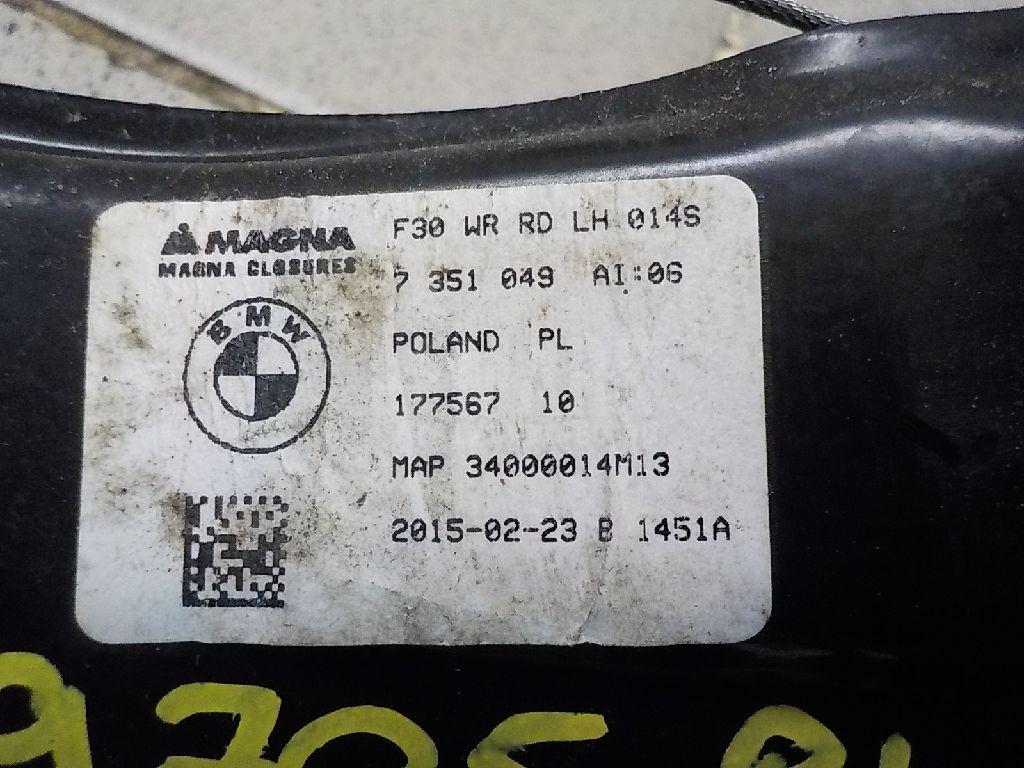 MAGNA
MAGNA CLOSURES
BMW
F30 WR RD LH 014S
7 351 049 AI:06
POLAND PL
177567 10
MAP 34000014M13
2015-02-23 B 1451A